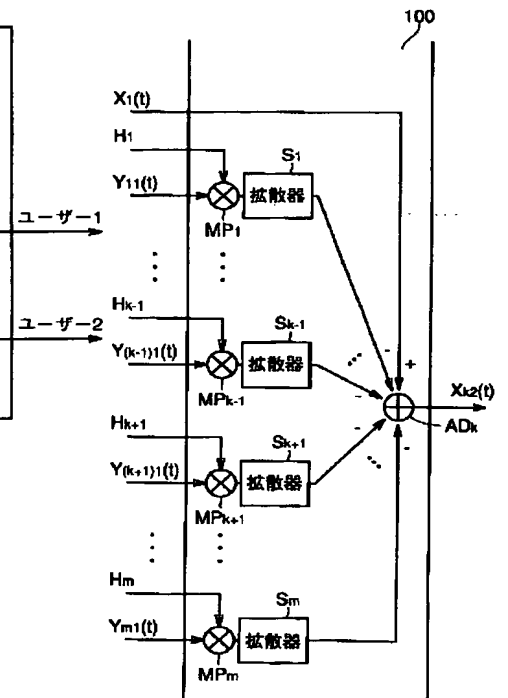 100
X1(t)
H1
S1
Y11(t)
拡散器
MP1
ユーザー1
Hk-1
Sk-1
ユーザー2
Y(k-1)1(t)
拡散器
- +
MPk-1
-
Xk2(t)
ADk
Hk+1
Sk+1
-
-
Y(k+1)1(t)
拡散器
MPk+1
Hm
Sm
Ym1(t)
拡散器
MPm